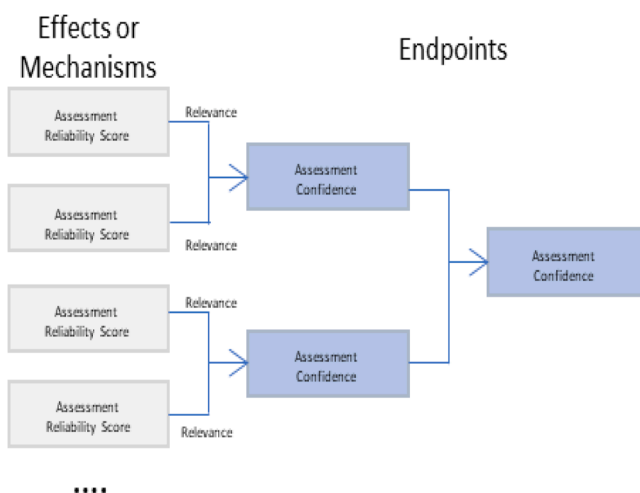 Effects or
Mechanisms
Endpoints
Assessment
Reliability Score
Relevance
Assessment
Confidence
Assessment
Reliability Score
Relevance
Assessment
Confidence
Assessment
Reliability Score
Relevance
Assessment
Confidence
Assessment
Reliability Score
Relevance
....